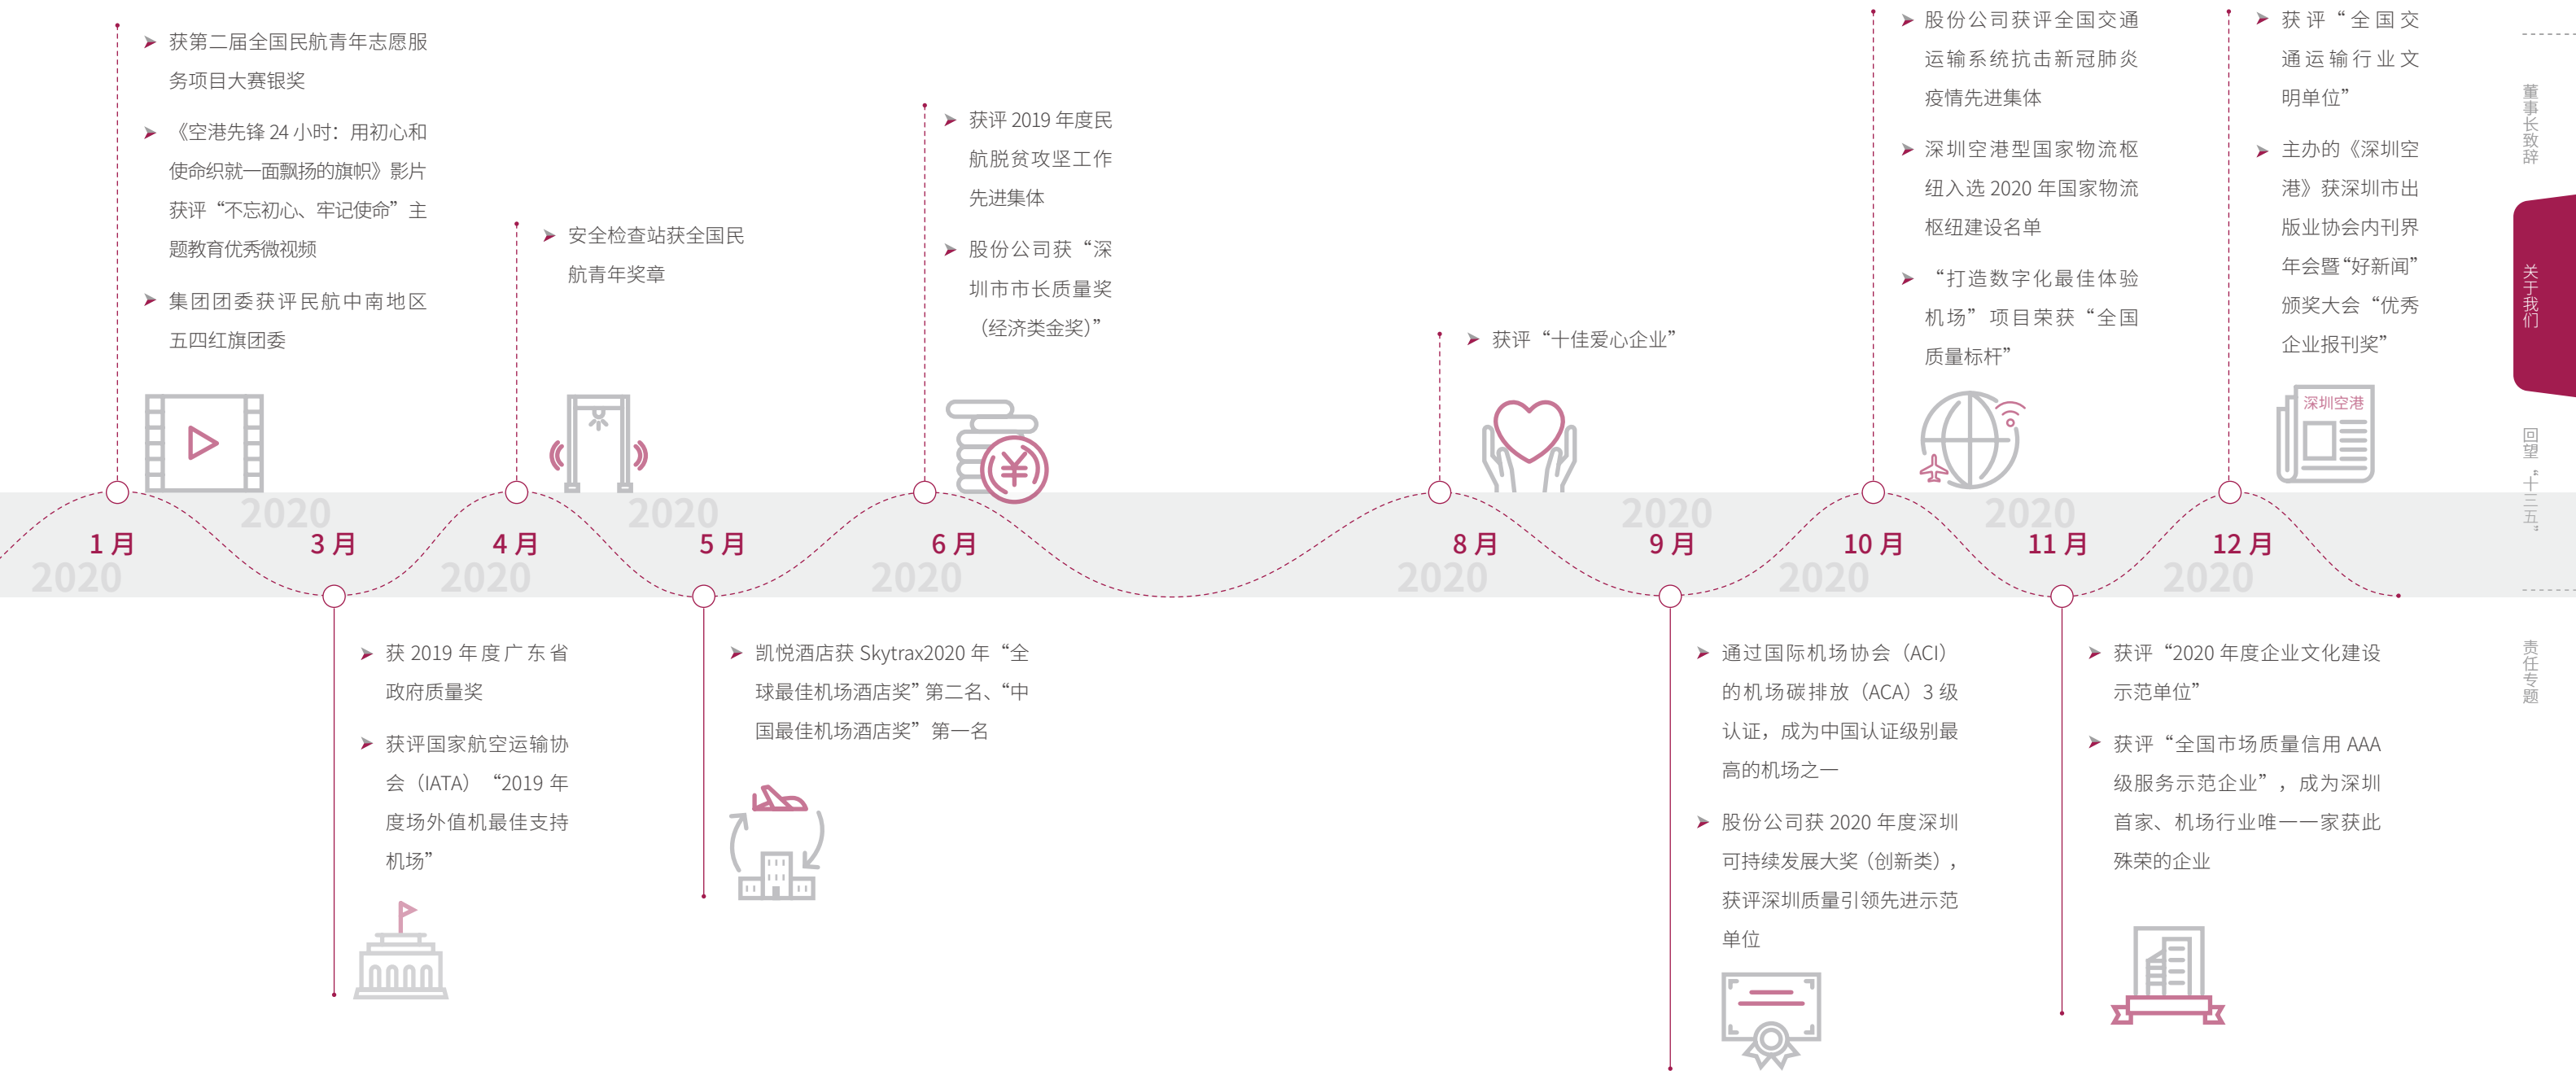 获第二届全国民航青年志愿服
务项目大赛银奖
《空港先锋 24 小时：用初心和
使命织就一面飘扬的旗帜》影片
获评“不忘初心、牢记使命”主
题教育优秀微视频
集团团委获评民航中南地区
五四红旗团委
安全检查站获全国民
航青年奖章
获评 2019 年度民
航脱贫攻坚工作
先进集体
股份公司获“深
圳市市长质量奖
（经济类金奖）”
获评“十佳爱心企业”
股份公司获评全国交通
运输系统抗击新冠肺炎
疫情先进集体
深圳空港型国家物流枢
纽入选 2020 年国家物流
枢纽建设名单
“打造数字化最佳体验
机场”项目荣获“全国
质量标杆”
获评“全国交
通运输行业文
明单位”
主办的《深圳空
港》获深圳市出
版业协会内刊界
年会暨“好新闻”
颁奖大会“优秀
企业报刊奖”
深圳空港
2020
2020
2020
2020
1 月
3 月
4 月
5 月
6 月
8 月
9 月
10 月
11 月
12 月
2020
2020
2020
2020
2020
2020
获 2019 年度广东省
政府质量奖
获评国家航空运输协
会（IATA）“2019 年
度场外值机最佳支持
机场”
凯悦酒店获 Skytrax2020 年“全
球最佳机场酒店奖”第二名、“中
国最佳机场酒店奖”第一名
通过国际机场协会（ACI）
的机场碳排放（ACA）3 级
认证，成为中国认证级别最
高的机场之一
股份公司获 2020 年度深圳
可持续发展大奖（创新类），
获评深圳质量引领先进示范
单位
获评“2020 年度企业文化建设
示范单位”
获评“全国市场质量信用 AAA
级服务示范企业”，成为深圳
首家、机场行业唯一一家获此
殊荣的企业
董事长致辞
关于我们
回望“十三五”
责任专题